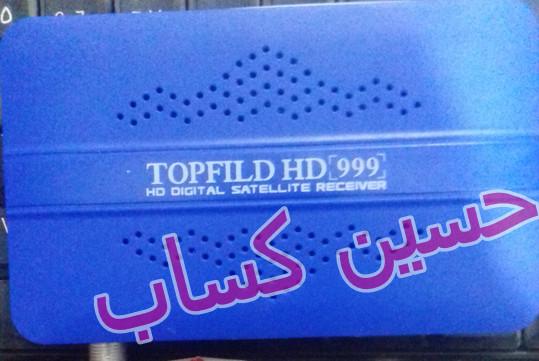 TOPFILD HD [999]
HD DIGITAL SATELLITE RECEIVER
حسين كساب